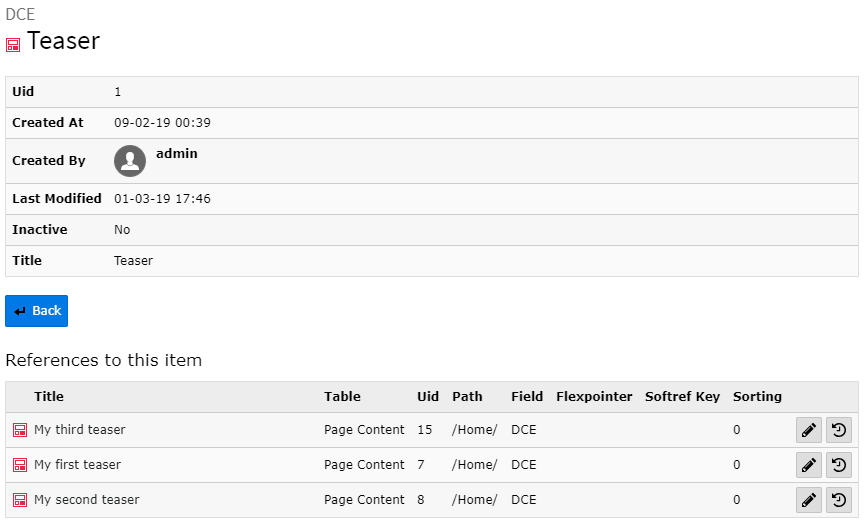 DCE
Teaser
Uid 1
Created At 09-02-19 00:39
Created By admin
Last Modified 01-03-19 17:46
Inactive No
Title Teaser
Back
References to this item
Title Table Uid Path Field Flexpointer Softref Key Sorting
My third teaser Page Content 15 /Home/ DCE 0
My first teaser Page Content 7 /Home/ DCE 0
My second teaser Page Content 8 /Home/ DCE 0